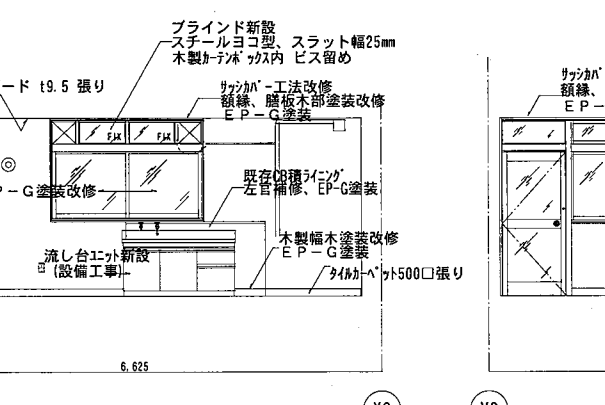 ブラインド新設
スチールヨコ型、スラット幅25mm
木製ｶｰﾃﾝﾎﾞｯｸｽ内 ビス留め
ード t9.5 張り
ｻｯｼｶﾊﾞｰ工法改修
額縁、膳板木部塗装改修
ＥＰ－Ｇ塗装
ｻｯｼｶﾊﾞ
額縁、
ＥＰ－
FIX
FIX
既存CB積ﾗｲﾆﾝｸﾞ
左官補修、EP-G塗装
P－Ｇ塗装改修
木製幅木塗装改修
ＥＰ－Ｇ塗装
流し台ﾕﾆｯﾄ新設
(設備工事)
ﾀｲﾙｶｰﾍﾟｯﾄ500□張り
6,625